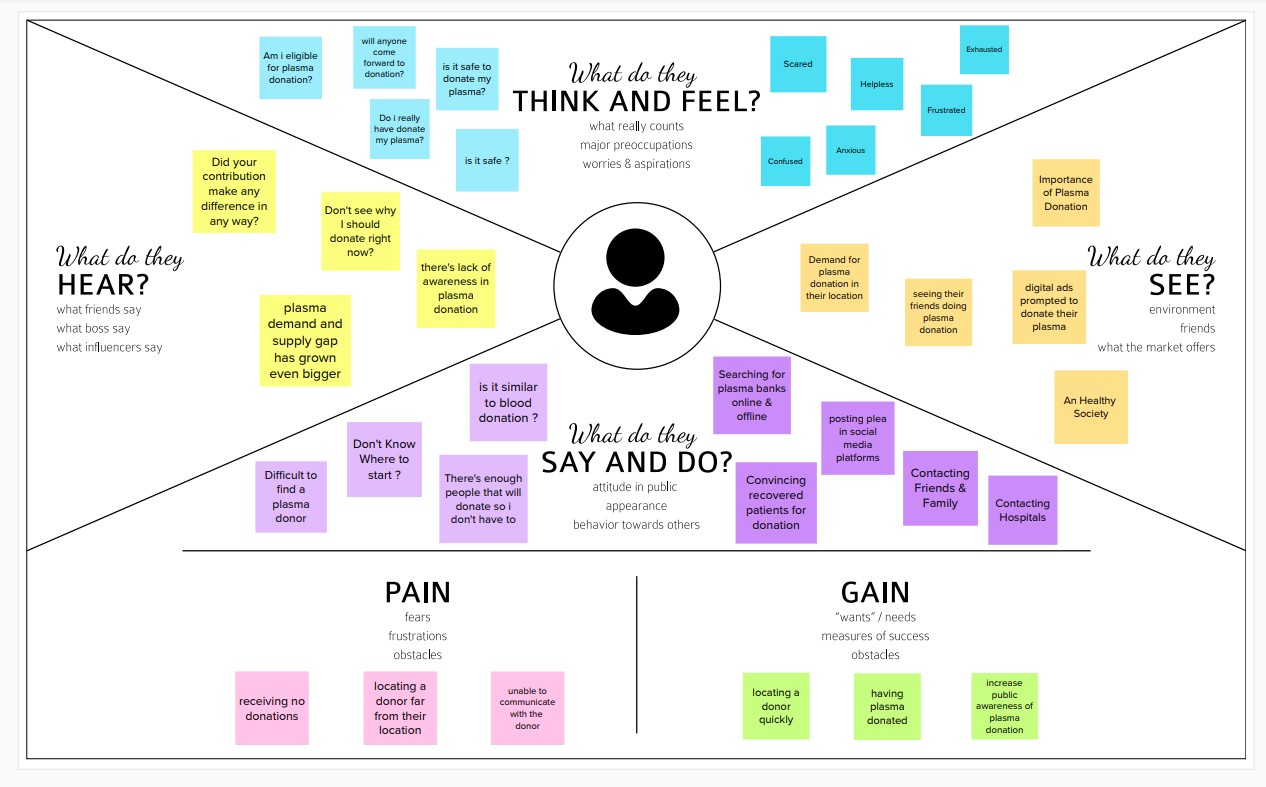 What do they
THINK AND FEEL?
what really counts
major preoccupations
worries & aspirations
Am i eligible
for plasma
donation?
will anyone
come
forward to
donation?
is it safe to
donate my
plasma?
Do i really
have donate
my plasma?
is it safe ?
Scared
Helpless
Exhausted
Frustrated
Confused
Anxious
What do they
HEAR?
what friends say
what boss say
what influencers say
Did your
contribution
make any
difference in
any way?
Don't see why
I should
donate right
now?
there's lack of
awareness in
plasma
donation
plasma
demand and
supply gap
has grown
even bigger
What do they
SEE?
environment
friends
what the market offers
Importance
of Plasma
Donation
Demand for
plasma
donation in
their location
seeing their
friends doing
plasma
donation
digital ads
prompted to
donate their
plasma
An Healthy
Society
What do they
SAY AND DO?
attitude in public
appearance
behavior towards others
is it similar
to blood
donation ?
Don't Know
Where to
start ?
Difficult to
find a
plasma
donor
There's enough
people that will
donate so i
don't have to
Searching for
plasma banks
online &
offline
posting plea
in social
media
platforms
Convincing
recovered
patients for
donation
Contacting
Friends &
Family
Contacting
Hospitals
PAIN
fears
frustrations
obstacles
receiving no
donations
locating a
donor far
from their
location
unable to
communicate
with the
donor
GAIN
"wants" / needs
measures of success
obstacles
locating a
donor
quickly
having
plasma
donated
increase
public
awareness of
plasma
donation